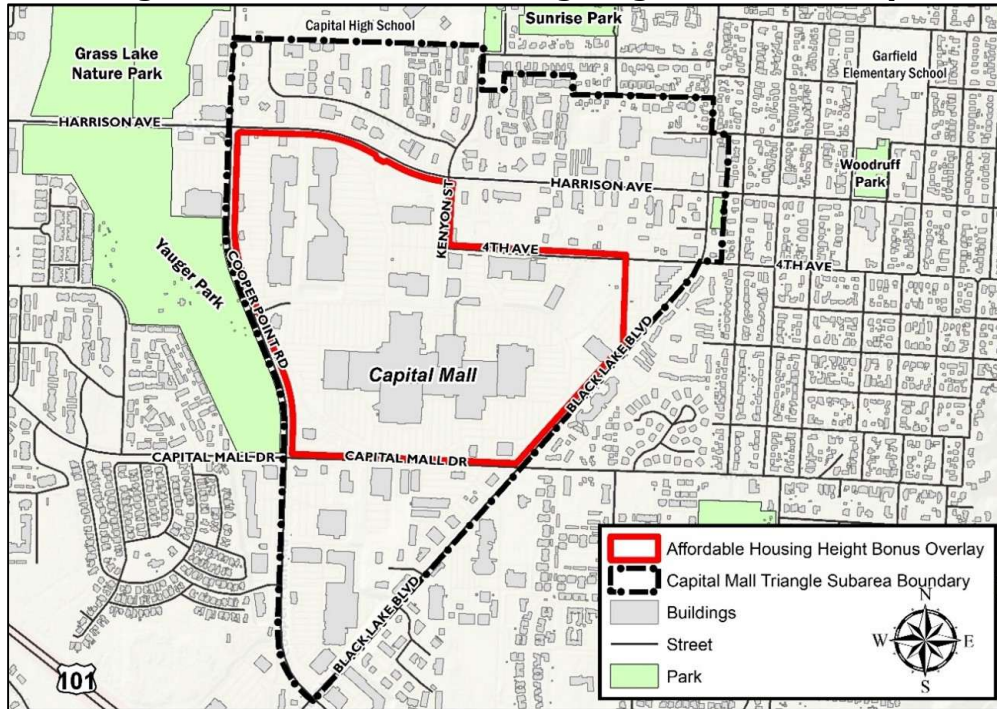 Sunrise Park
Capital High School
Grass Lake
Nature Park
Garfield
Elementary School
HARRISON AVE
Woodruff
Park
HARRISON AVE
KENYON ST
4TH AVE
4TH AVE
Yauger Park
COOPER POINT RD
BLACK LAKE BLVD
Capital Mall
CAPITAL MALL DR
CAPITAL MALL DR
BLACK LAKE BLVD
101
Affordable Housing Height Bonus Overlay
Capital Mall Triangle Subarea Boundary
Buildings
Street
Park
N
W
E
S